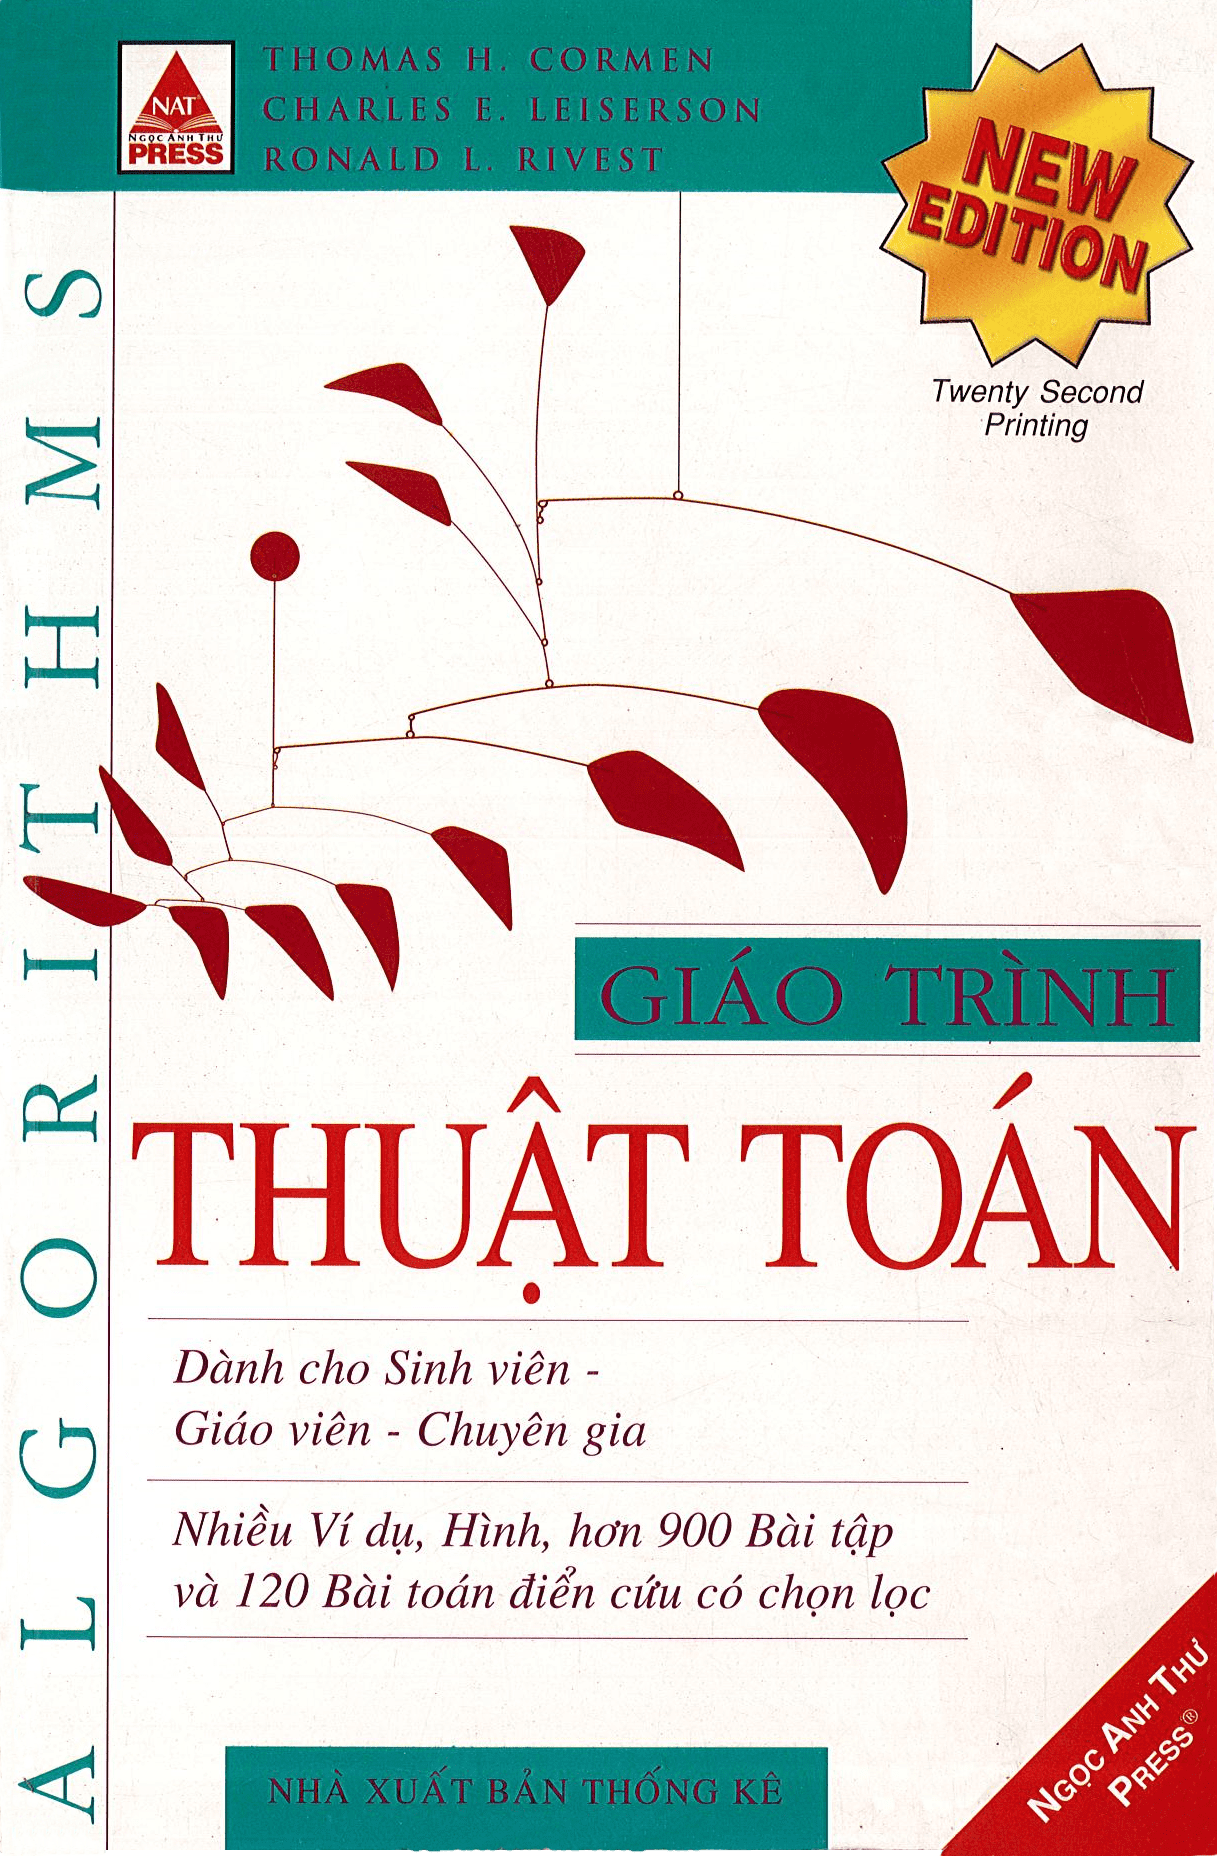 NAT
NGỌC ANH THƯ
PRESS
THOMAS H. CORMEN
CHARLES E. LEISERSON
RONALD L. RIVEST
NEW
EDITION
Twenty Second
Printing
ALGORITHMS
GIÁO TRÌNH
THUẬT TOÁN
Dành cho Sinh viên -
Giáo viên - Chuyên gia
Nhiều Ví dụ, Hình, hơn 900 Bài tập
và 120 Bài toán điển cứu có chọn lọc
NHÀ XUẤT BẢN THỐNG KÊ
NGỌC ANH THƯ
PRESS®